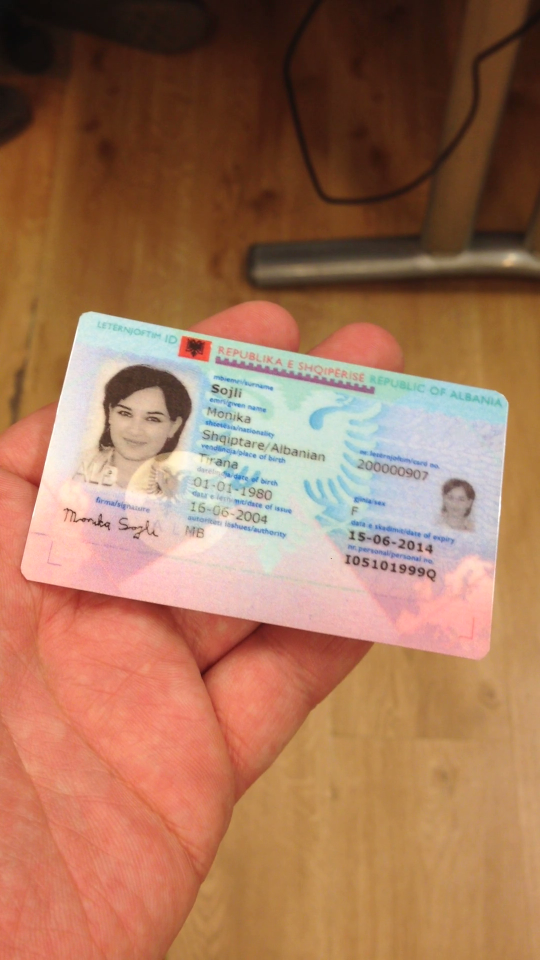 LETËRNJOFTIM ID REPUBLIKA E SHQIPËRISË REPUBLIC OF ALBANIA
mbiemri/surname
Sojli
emri/given name
Monika
shtetësia/nationality
Shqiptare/Albanian
vendlindja/place of birth
Tirana
datelindja/date of birth
01-01-1980
data e lëshimit/date of issue
16-06-2004
autoriteti lëshues/authority
MB
nr.letërnjoftim/card no.
200000907
gjinia/sex
F
data e skadimit/date of expiry
15-06-2014
nr.personal/personal no.
I05101999Q
ALB
firma/signature
Monika Sojli